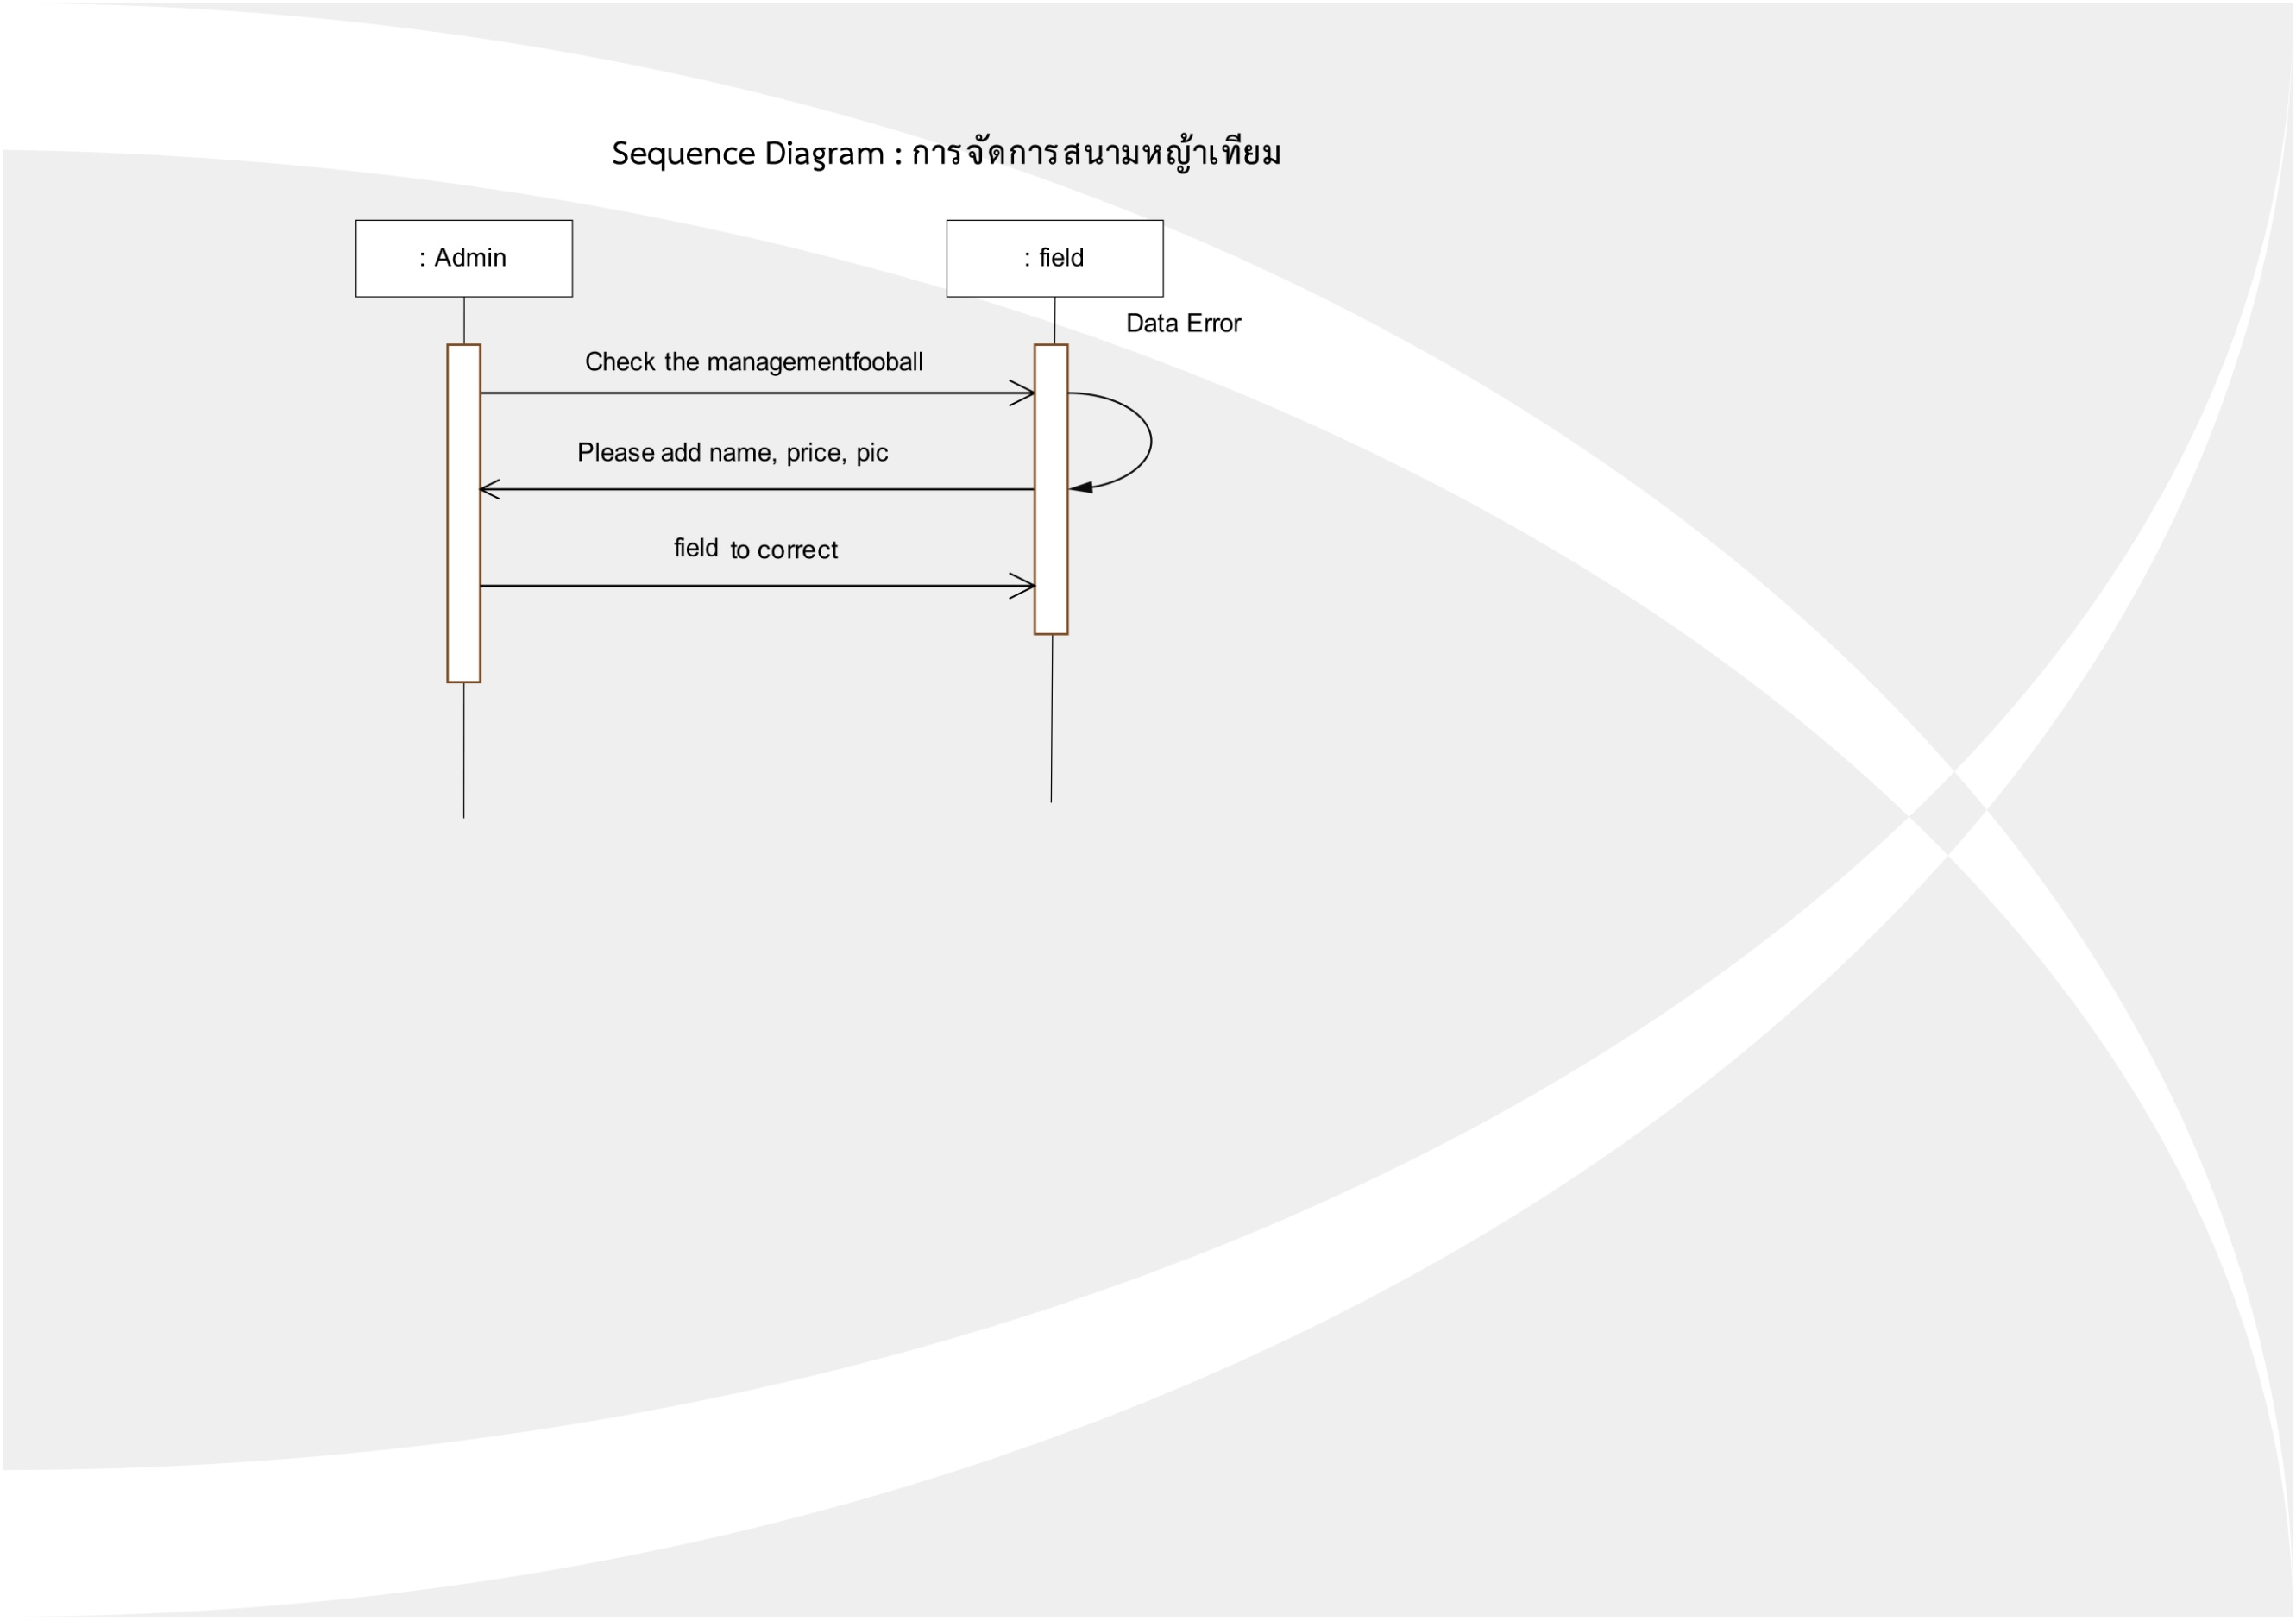 Sequence Diagram : การจัดการสนามหญ้าเทียม
: Admin
: field
Data Error
Check the managementfooball
Please add name, price, pic
field to correct